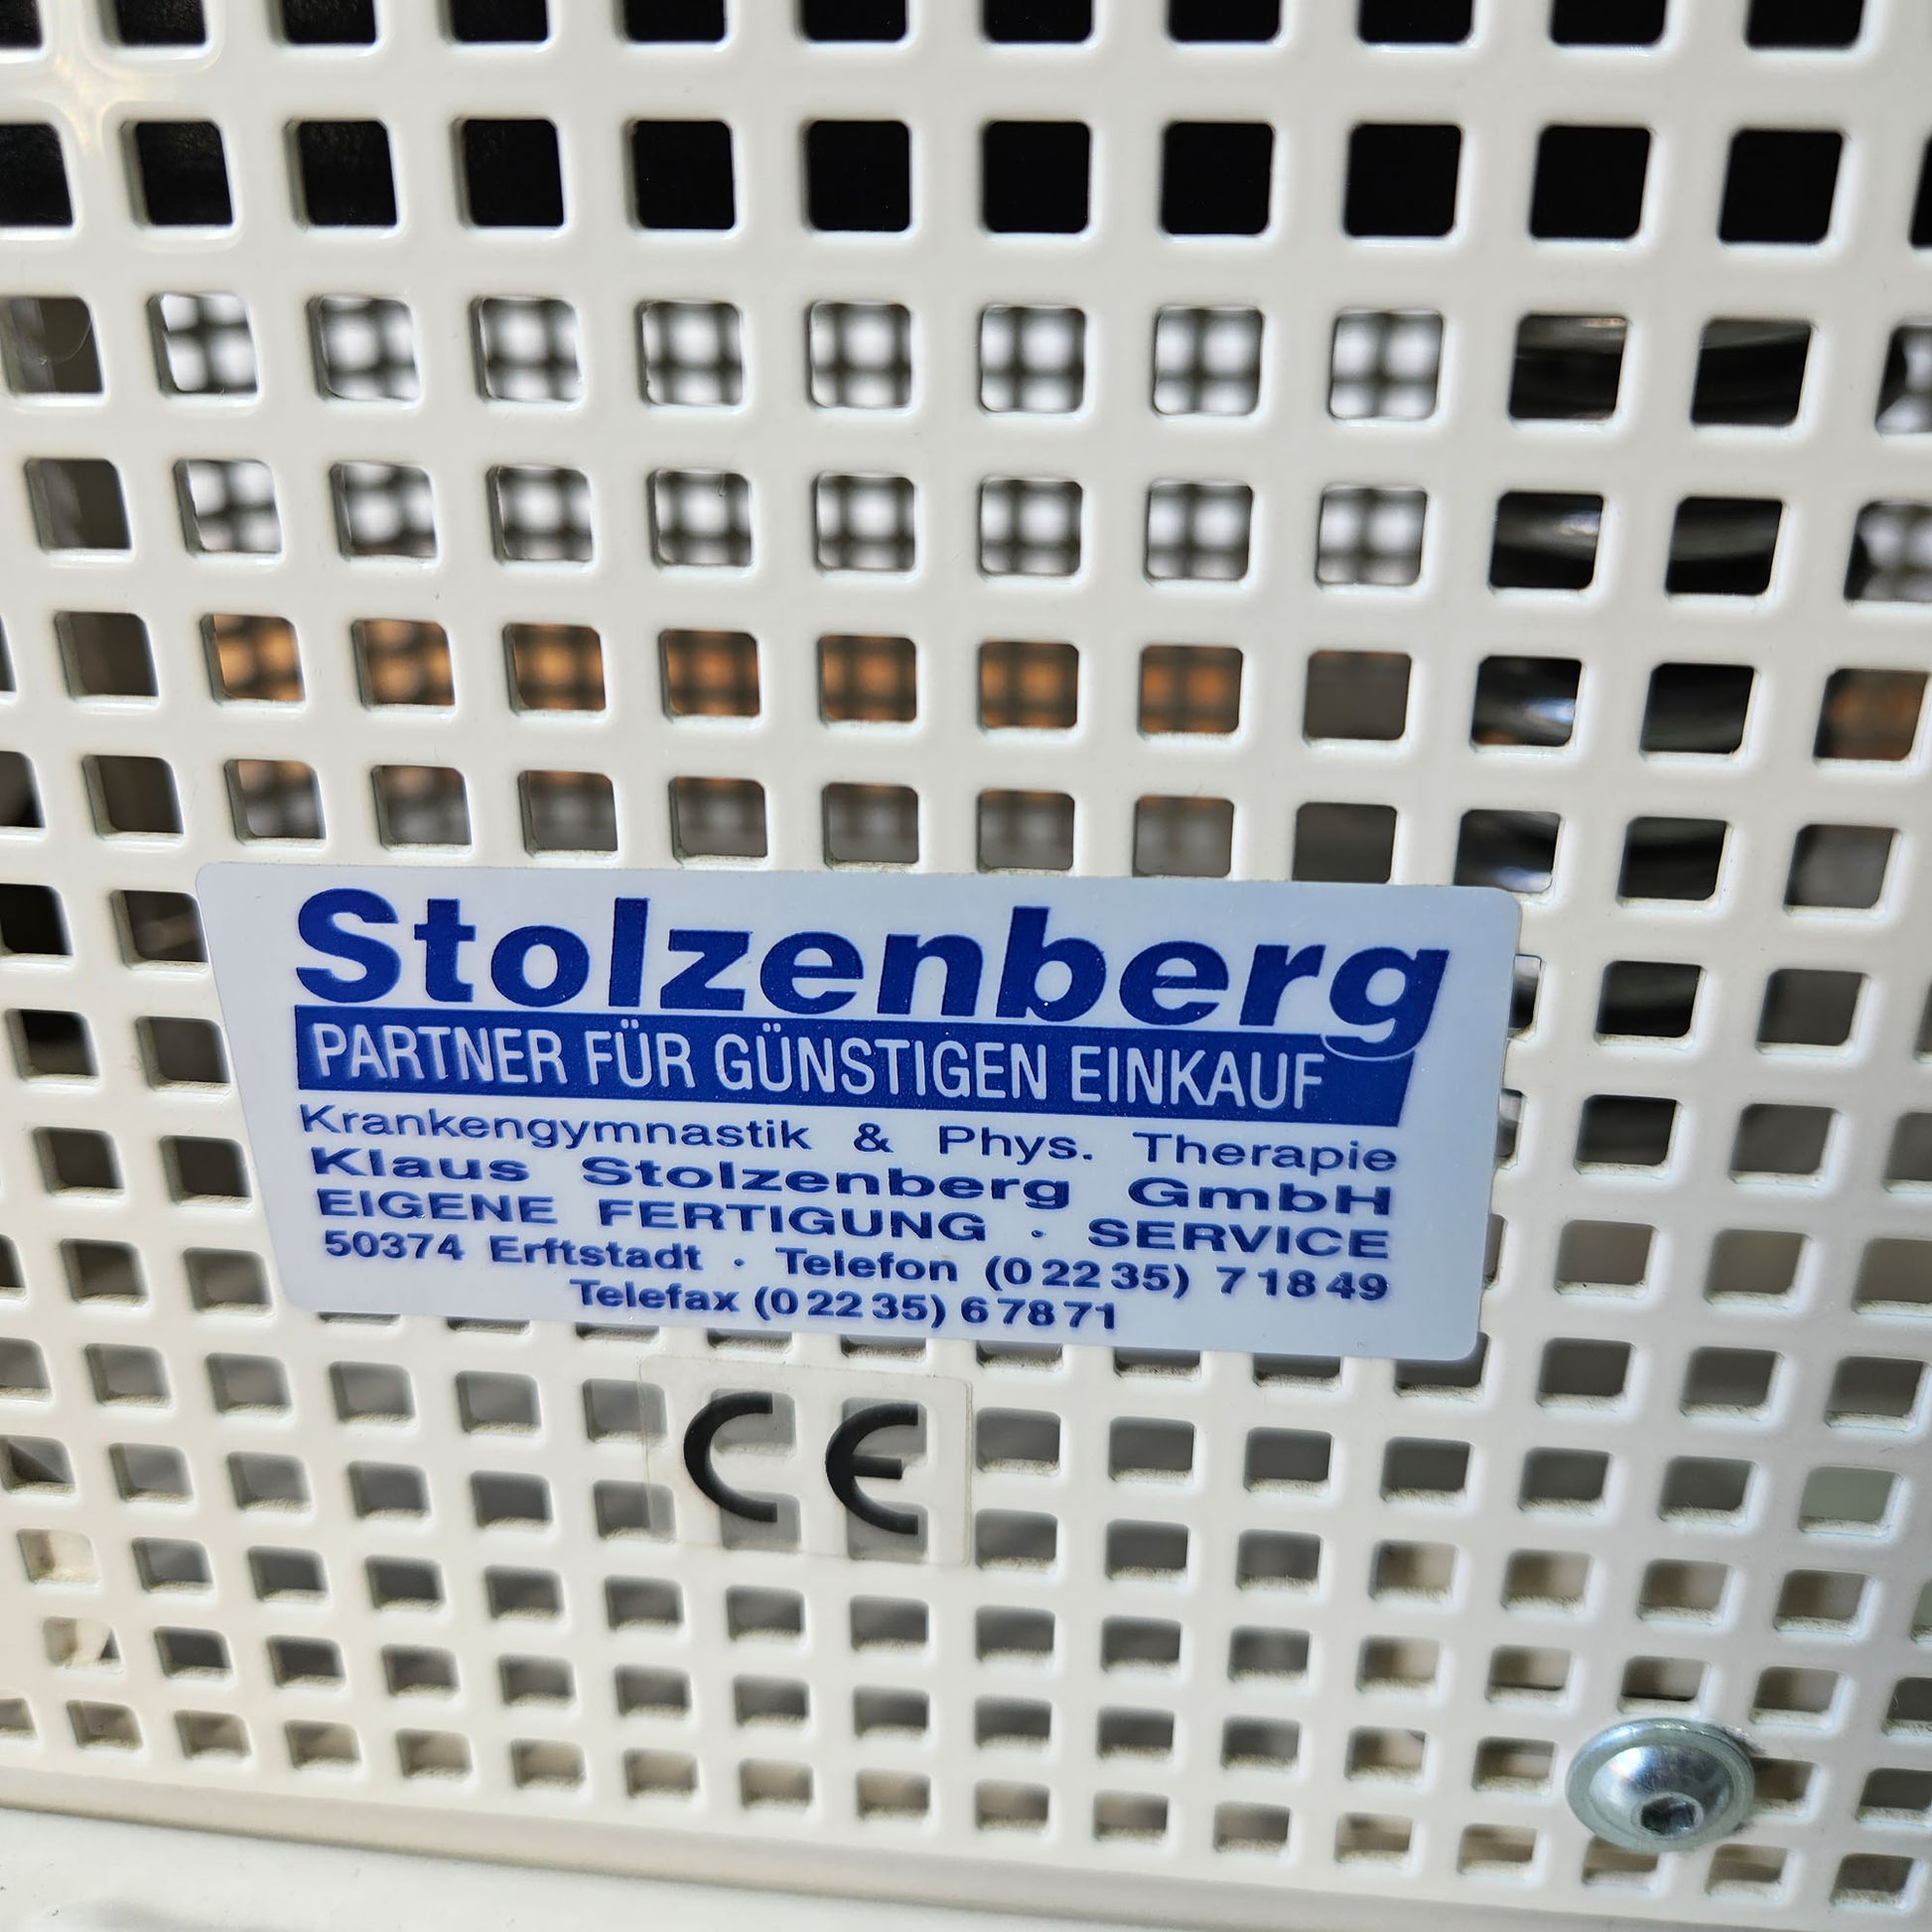 Stolzenberg
PARTNER FÜR GÜNSTIGEN EINKAUF
Krankengymnastik & Phys. Therapie
Klaus Stolzenberg GmbH
EIGENE FERTIGUNG · SERVICE
50374 Erftstadt · Telefon (0 22 35) 7 18 49
Telefax (0 22 35) 6 78 71
CE